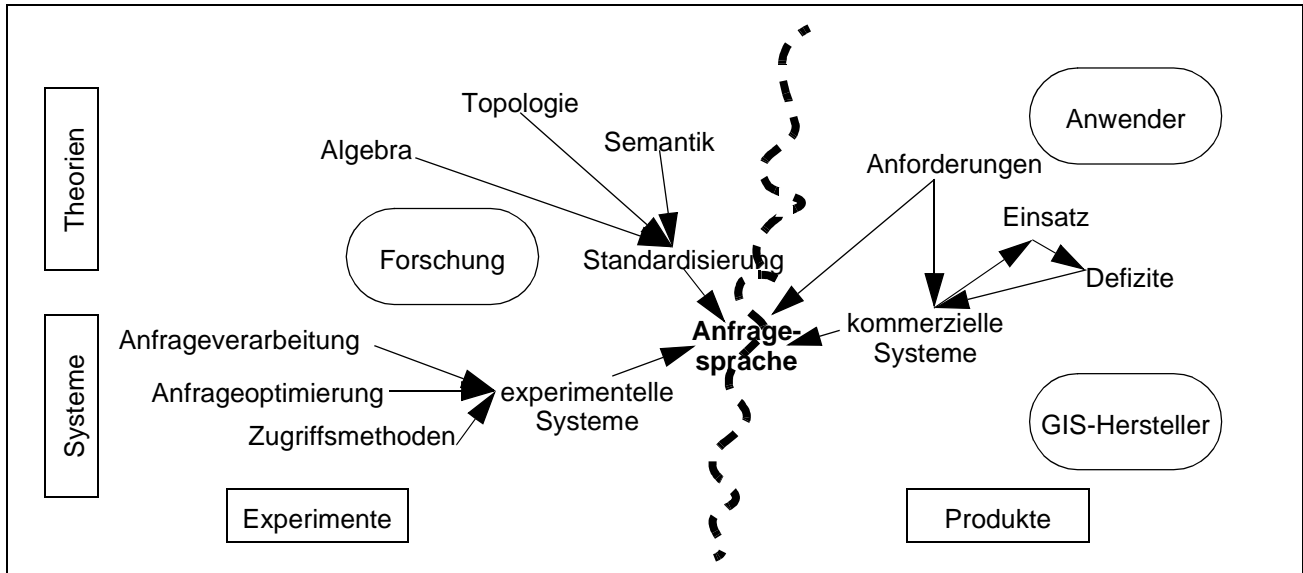 Theorien
Topologie
Semantik
Algebra
Forschung
Standardisierung
Anwender
Anforderungen
Einsatz
Defizite
Systeme
Anfrageverarbeitung
Anfrageoptimierung
Zugriffsmethoden
experimentelle
Systeme
Anfrage-
sprache
kommerzielle
Systeme
GIS-Hersteller
Experimente
Produkte